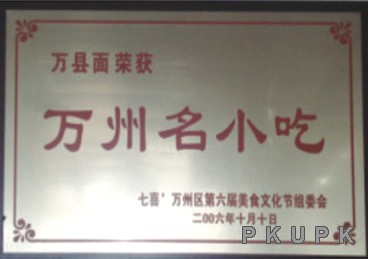 万县面荣获
万州名小吃
七喜'万州区第六届美食文化节组委会
二00六年十月十日
PKUPK